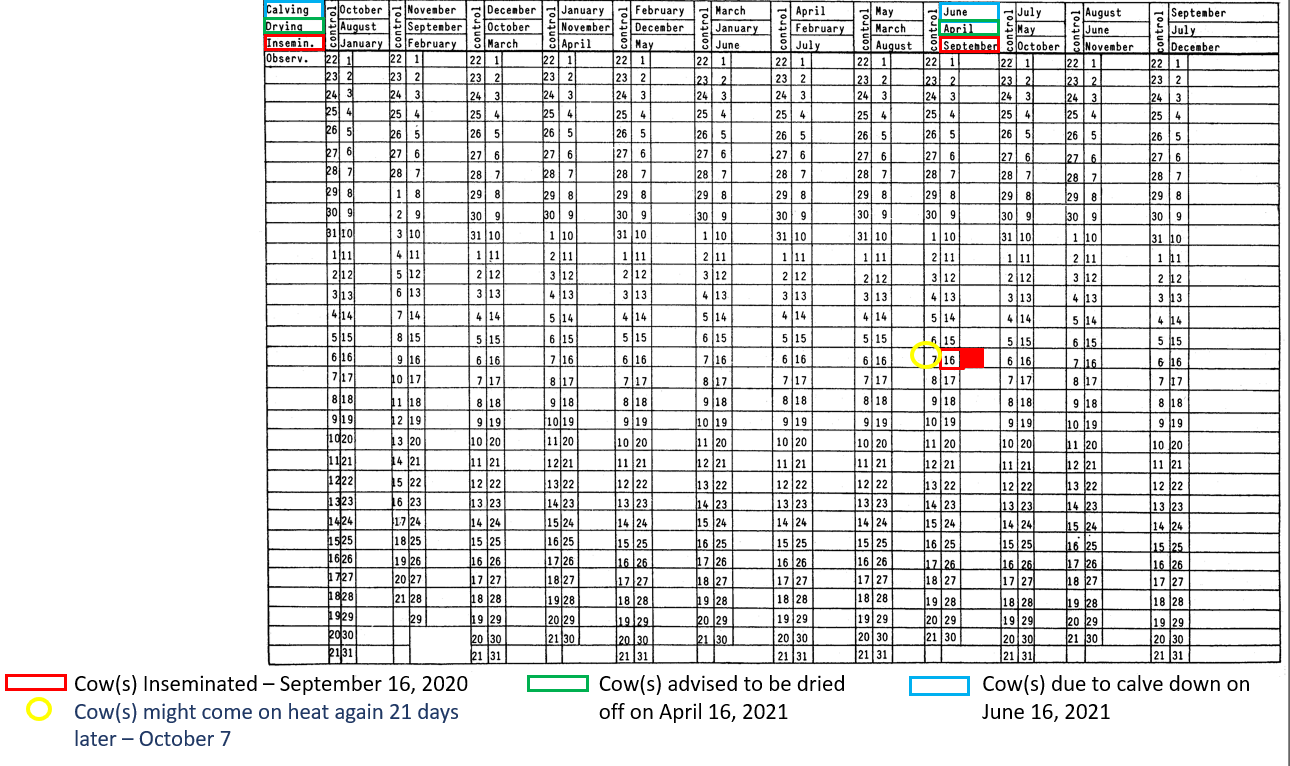 Calving October November December January February March April May June July August September
Drying August September October November December January February March April May June July
Insemin. January February March April May June July August September October November December
control control control control control control control control control control control control
Observ. 22 1 22 1 22 1 22 1 22 1 22 1 22 1 22 1 22 1 22 1 22 1 22 1
23 2 23 2 23 2 23 2 23 2 23 2 23 2 23 2 23 2 23 2 23 2 23 2
24 3 24 3 24 3 24 3 24 3 24 3 24 3 24 3 24 3 24 3 24 3 24 3
25 4 25 4 25 4 25 4 25 4 25 4 25 4 25 4 25 4 25 4 25 4 25 4
26 5 26 5 26 5 26 5 26 5 26 5 26 5 26 5 26 5 26 5 26 5 26 5
27 6 27 6 27 6 27 6 27 6 27 6 27 6 27 6 27 6 27 6 27 6 27 6
28 7 28 7 28 7 28 7 28 7 28 7 28 7 28 7 28 7 28 7 28 7 28 7
29 8 1 8 29 8 29 8 29 8 29 8 29 8 29 8 29 8 29 8 29 8 29 8
30 9 2 9 30 9 30 9 30 9 30 9 30 9 30 9 30 9 30 9 30 9 30 9
31 10 3 10 31 10 1 10 31 10 1 10 31 10 31 10 1 10 31 10 1 10 31 10
1 11 4 11 1 11 2 11 1 11 2 11 1 11 1 11 2 11 1 11 2 11 1 11
2 12 5 12 2 12 3 12 2 12 3 12 2 12 2 12 3 12 2 12 3 12 2 12
3 13 6 13 3 13 4 13 3 13 4 13 3 13 3 13 4 13 3 13 4 13 3 13
4 14 7 14 4 14 5 14 4 14 5 14 4 14 4 14 5 14 4 14 5 14 4 14
5 15 8 15 5 15 6 15 5 15 6 15 5 15 5 15 6 15 5 15 6 15 5 15
6 16 9 16 6 16 7 16 6 16 7 16 6 16 6 16 7 16 6 16 7 16 6 16
7 17 10 17 7 17 8 17 7 17 8 17 7 17 7 17 8 17 7 17 8 17 7 17
8 18 11 18 8 18 9 18 8 18 9 18 8 18 8 18 9 18 8 18 9 18 8 18
9 19 12 19 9 19 10 19 9 19 10 19 9 19 9 19 10 19 9 19 10 19 9 19
10 20 13 20 10 20 11 20 10 20 11 20 10 20 10 20 11 20 10 20 11 20 10 20
11 21 14 21 11 21 12 21 11 21 12 21 11 21 11 21 12 21 11 21 12 21 11 21
12 22 15 22 12 22 13 22 12 22 13 22 12 22 12 22 13 22 12 22 13 22 12 22
13 23 16 23 13 23 14 23 13 23 14 23 13 23 13 23 14 23 13 23 14 23 13 23
14 24 17 24 14 24 15 24 14 24 15 24 14 24 14 24 15 24 14 24 15 24 14 24
15 25 18 25 15 25 16 25 15 25 16 25 15 25 15 25 16 25 15 25 16 25 15 25
16 26 19 26 16 26 17 26 16 26 17 26 16 26 16 26 17 26 16 26 17 26 16 26
17 27 20 27 17 27 18 27 17 27 18 27 17 27 17 27 18 27 17 27 18 27 17 27
18 28 21 28 18 28 19 28 18 28 19 28 18 28 18 28 19 28 18 28 19 28 18 28
19 29 29 19 29 20 29 19 29 20 29 19 29 19 29 20 29 19 29 20 29 19 29
20 30 20 30 21 30 20 30 21 30 20 30 20 30 21 30 20 30 21 30 20 30
21 31 21 31 21 31 21 31 21 31 21 31 21 31
Cow(s) Inseminated – September 16, 2020
Cow(s) might come on heat again 21 days
later – October 7
Cow(s) advised to be dried
off on April 16, 2021
Cow(s) due to calve down on
June 16, 2021